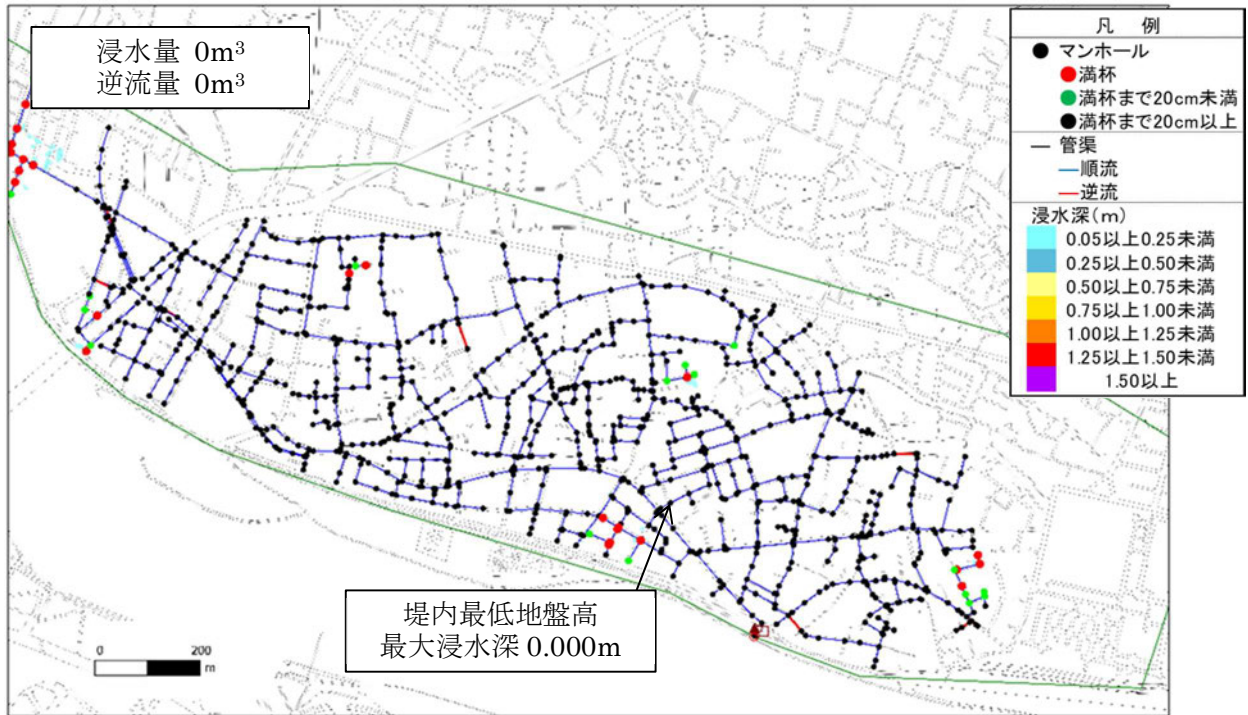 浸水量 0m³
逆流量 0m³
凡 例
マンホール
満杯
満杯まで20cm未満
満杯まで20cm以上
管渠
順流
逆流
浸水深(m)
0.05以上0.25未満
0.25以上0.50未満
0.50以上0.75未満
0.75以上1.00未満
1.00以上1.25未満
1.25以上1.50未満
1.50以上
堤内最低地盤高
最大浸水深 0.000m
0 200
m